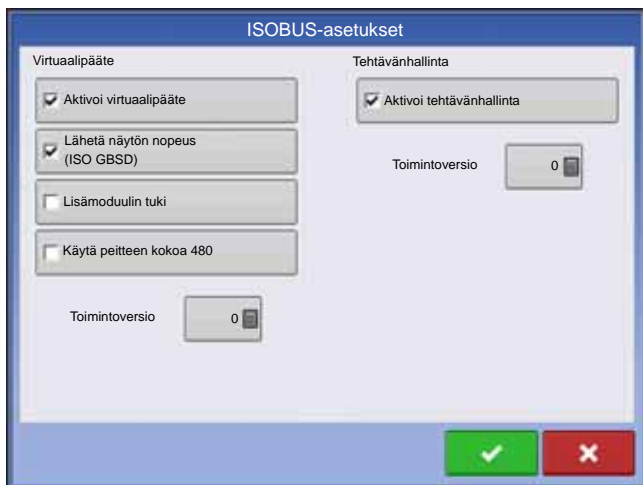 ISOBUS-asetukset
Virtuaalipääte
Aktivoi virtuaalipääte
Lähetä näytön nopeus
(ISO GBSD)
Lisämoduulin tuki
Käytä peitteen kokoa 480
Toimintoversio
0
Tehtävänhallinta
Aktivoi tehtävänhallinta
Toimintoversio
0